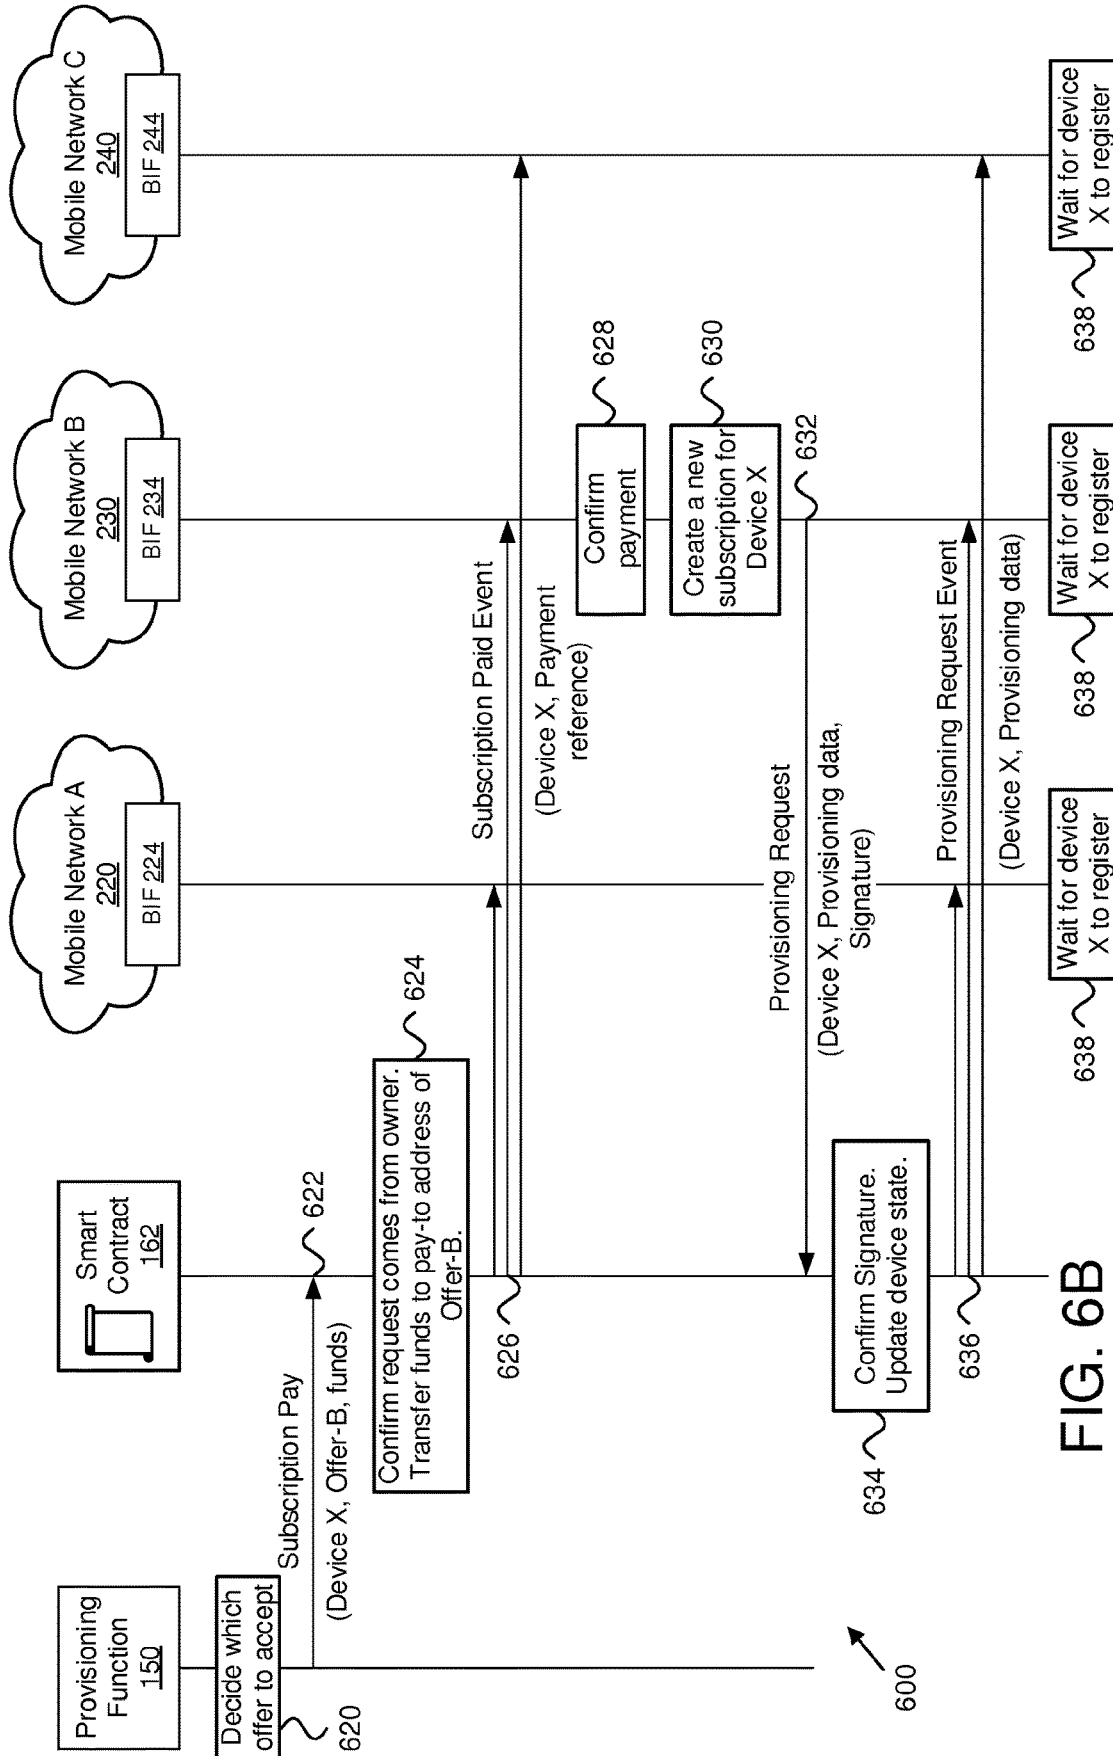 Provisioning
Function
150
Smart
Contract
162
Mobile Network A
220
BIF 224
Mobile Network B
230
BIF 234
Mobile Network C
240
BIF 244
Decide which
offer to accept
620
Subscription Pay
(Device X, Offer-B, funds)
622
Confirm request comes from owner.
Transfer funds to pay-to address of
Offer-B.
624
Subscription Paid Event
(Device X, Payment
reference)
626
Confirm
payment
628
Create a new
subscription for
Device X
630
632
Provisioning Request
(Device X, Provisioning data,
Signature)
Confirm Signature.
Update device state.
634
Provisioning Request Event
(Device X, Provisioning data)
636
Wait for device
X to register
638
Wait for device
X to register
638
Wait for device
X to register
638
600
FIG. 6B